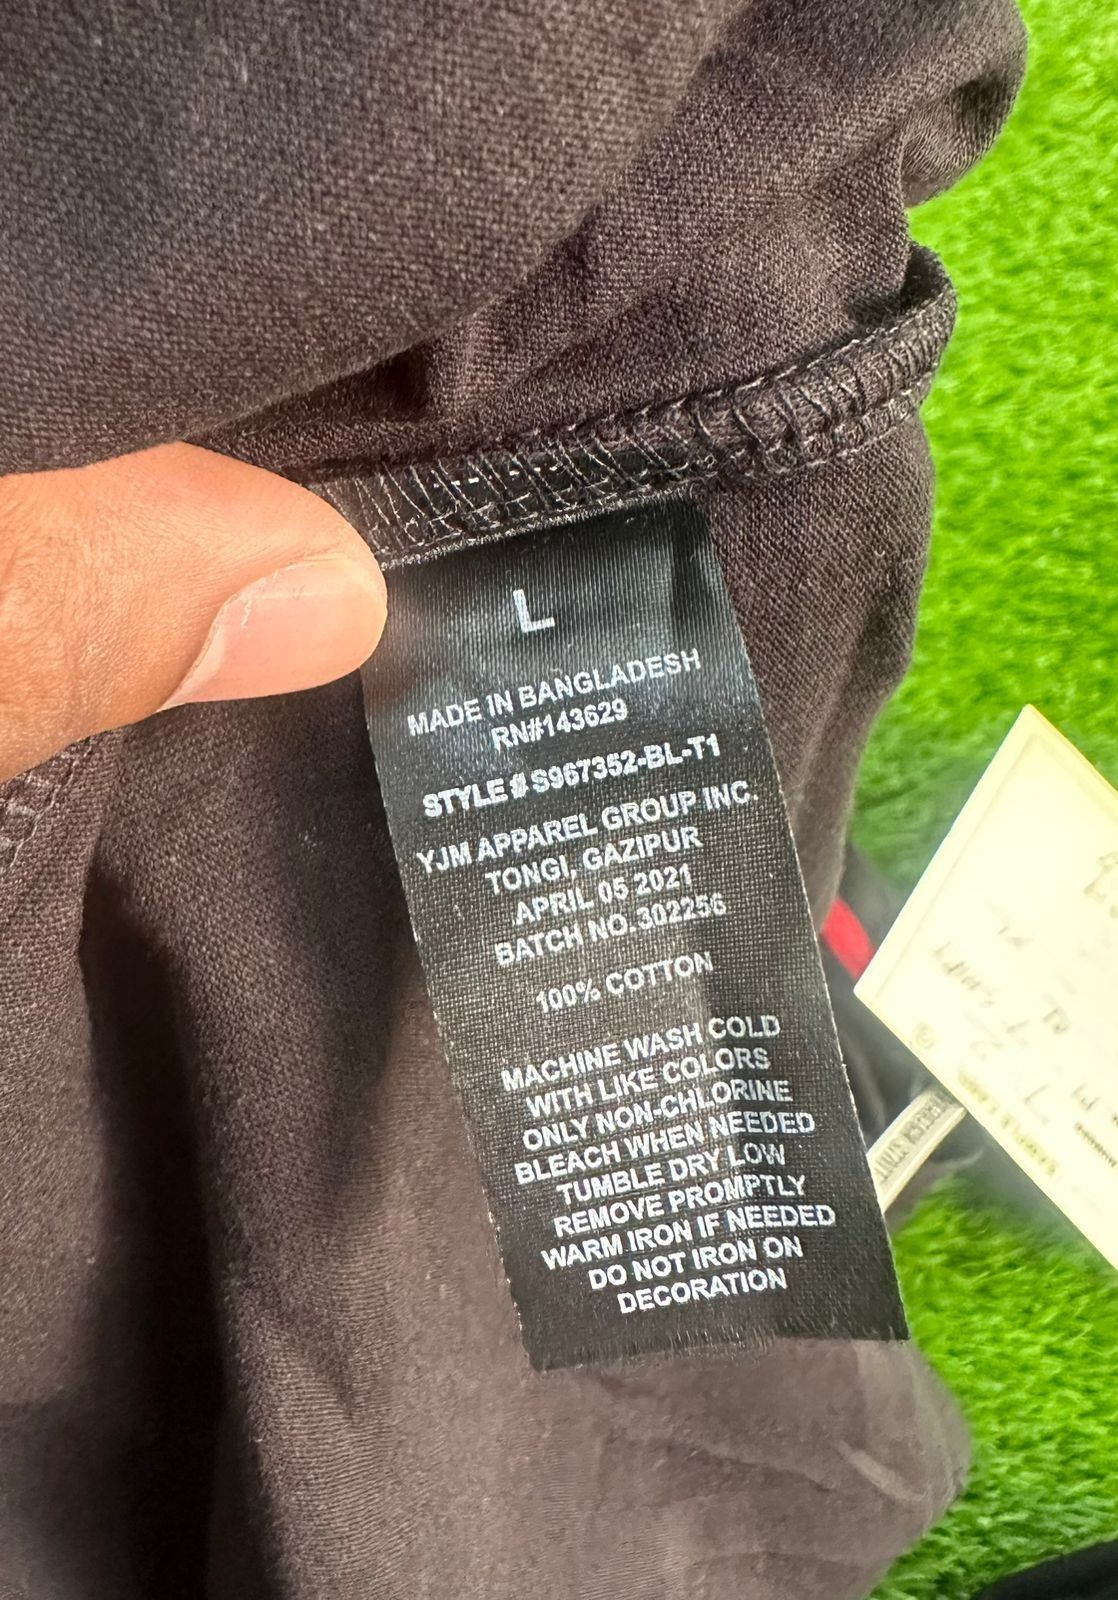 L
MADE IN BANGLADESH
RN#143629
STYLE # S967352-BL-T1
YJM APPAREL GROUP INC.
TONGI, GAZIPUR
APRIL 05 2021
BATCH NO.302256
100% COTTON
MACHINE WASH COLD
WITH LIKE COLORS
ONLY NON-CHLORINE
BLEACH WHEN NEEDED
TUMBLE DRY LOW
REMOVE PROMPTLY
WARM IRON IF NEEDED
DO NOT IRON ON
DECORATION